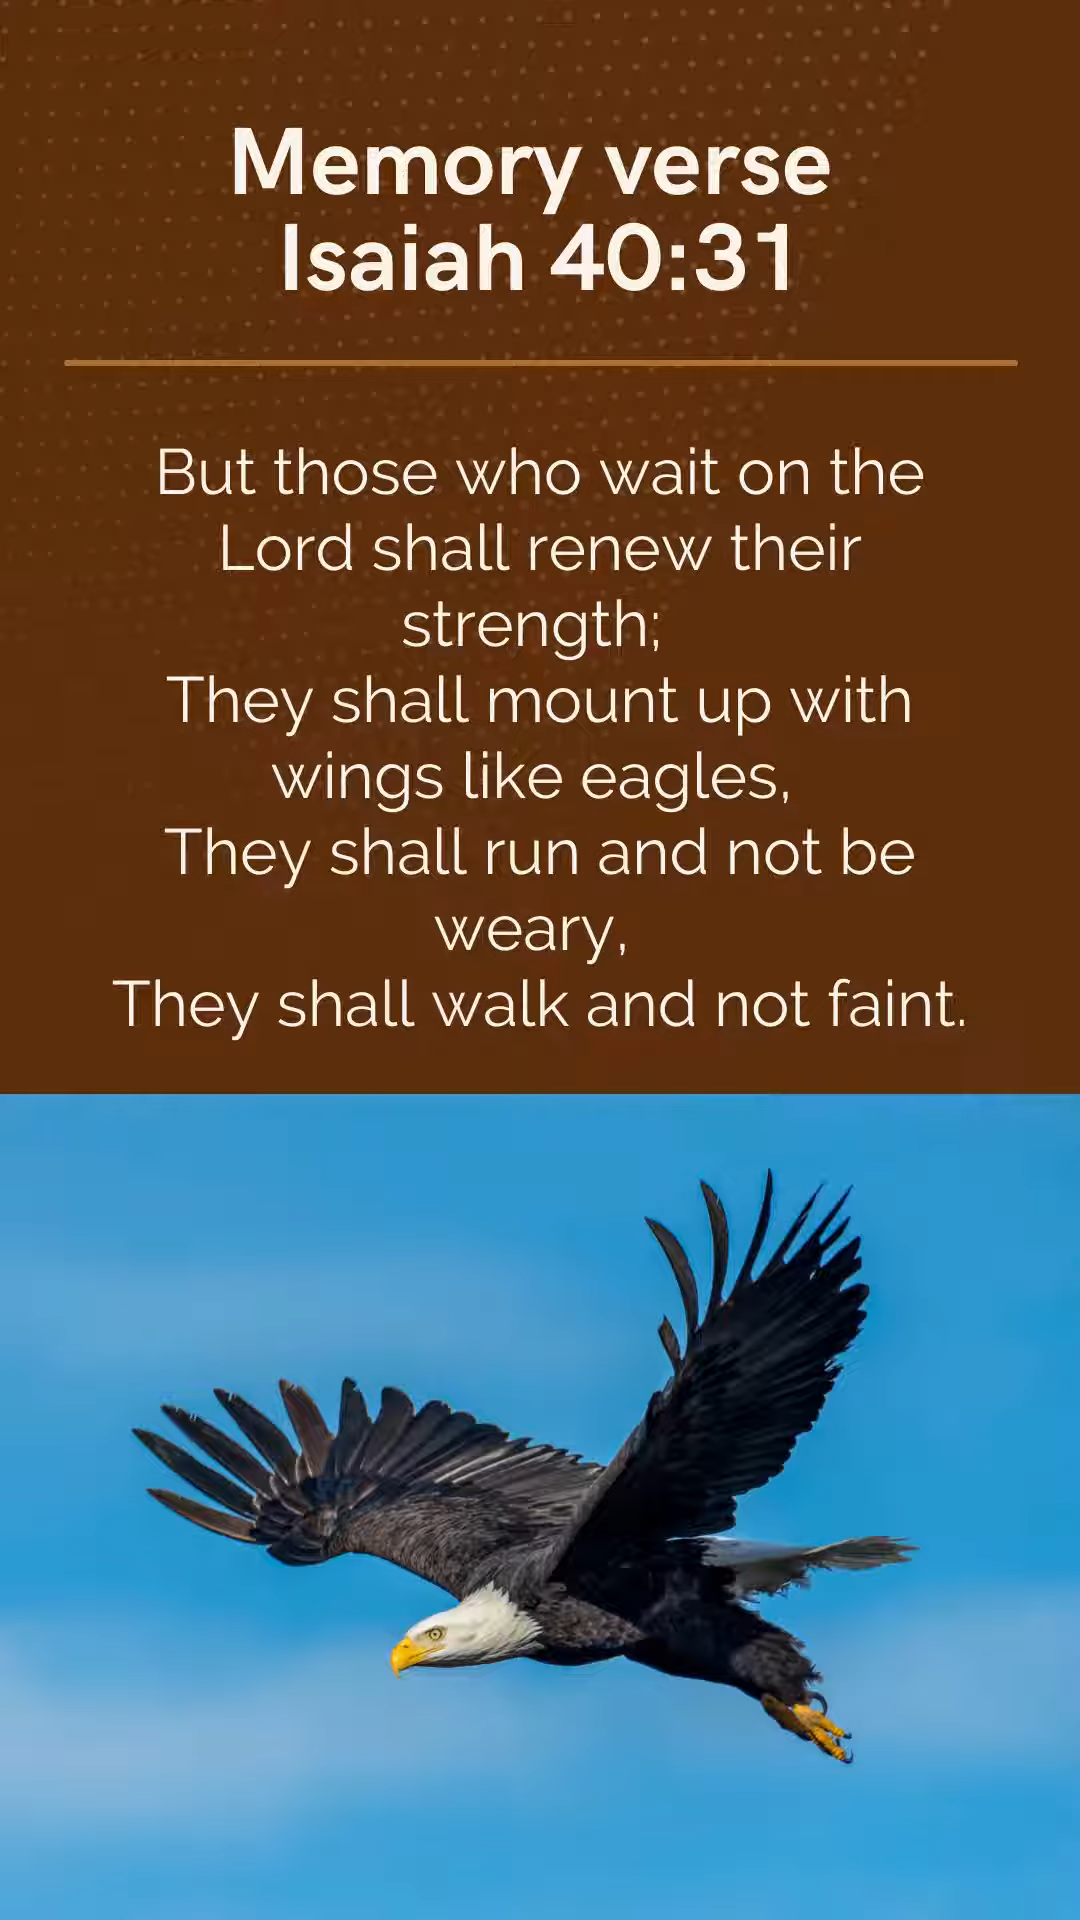 Memory verse
Isaiah 40:31
But those who wait on the
Lord shall renew their
strength;
They shall mount up with
wings like eagles,
They shall run and not be
weary,
They shall walk and not faint.